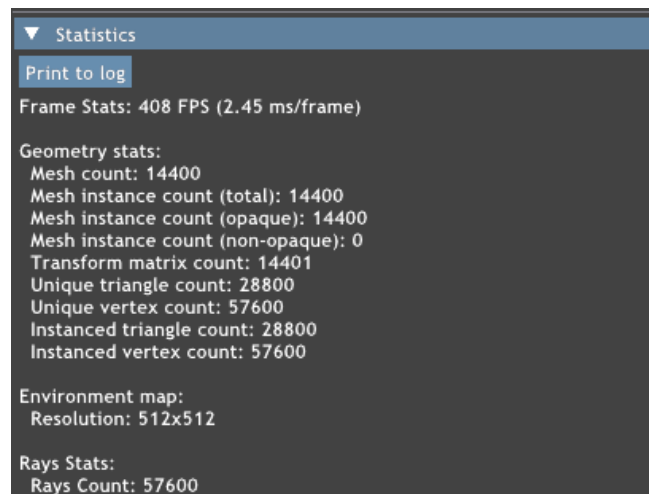 Statistics
Print to log
Frame Stats: 408 FPS (2.45 ms/frame)
Geometry stats:
Mesh count: 14400
Mesh instance count (total): 14400
Mesh instance count (opaque): 14400
Mesh instance count (non-opaque): 0
Transform matrix count: 14401
Unique triangle count: 28800
Unique vertex count: 57600
Instanced triangle count: 28800
Instanced vertex count: 57600
Environment map:
Resolution: 512x512
Rays Stats:
Rays Count: 57600